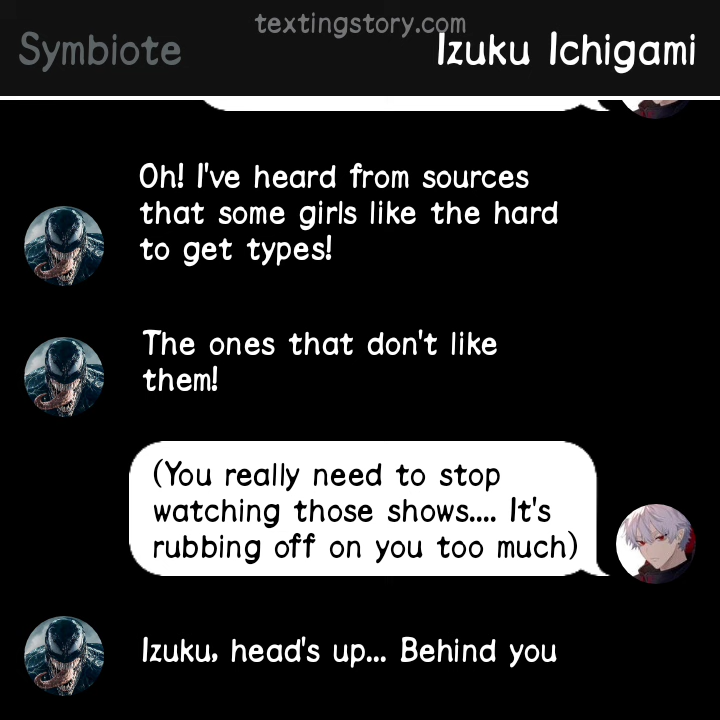 textingstory.com
Symbiote
Izuku Ichigami
Oh! I've heard from sources
that some girls like the hard
to get types!
The ones that don't like
them!
(You really need to stop
watching those shows.... It's
rubbing off on you too much)
Izuku, head's up... Behind you